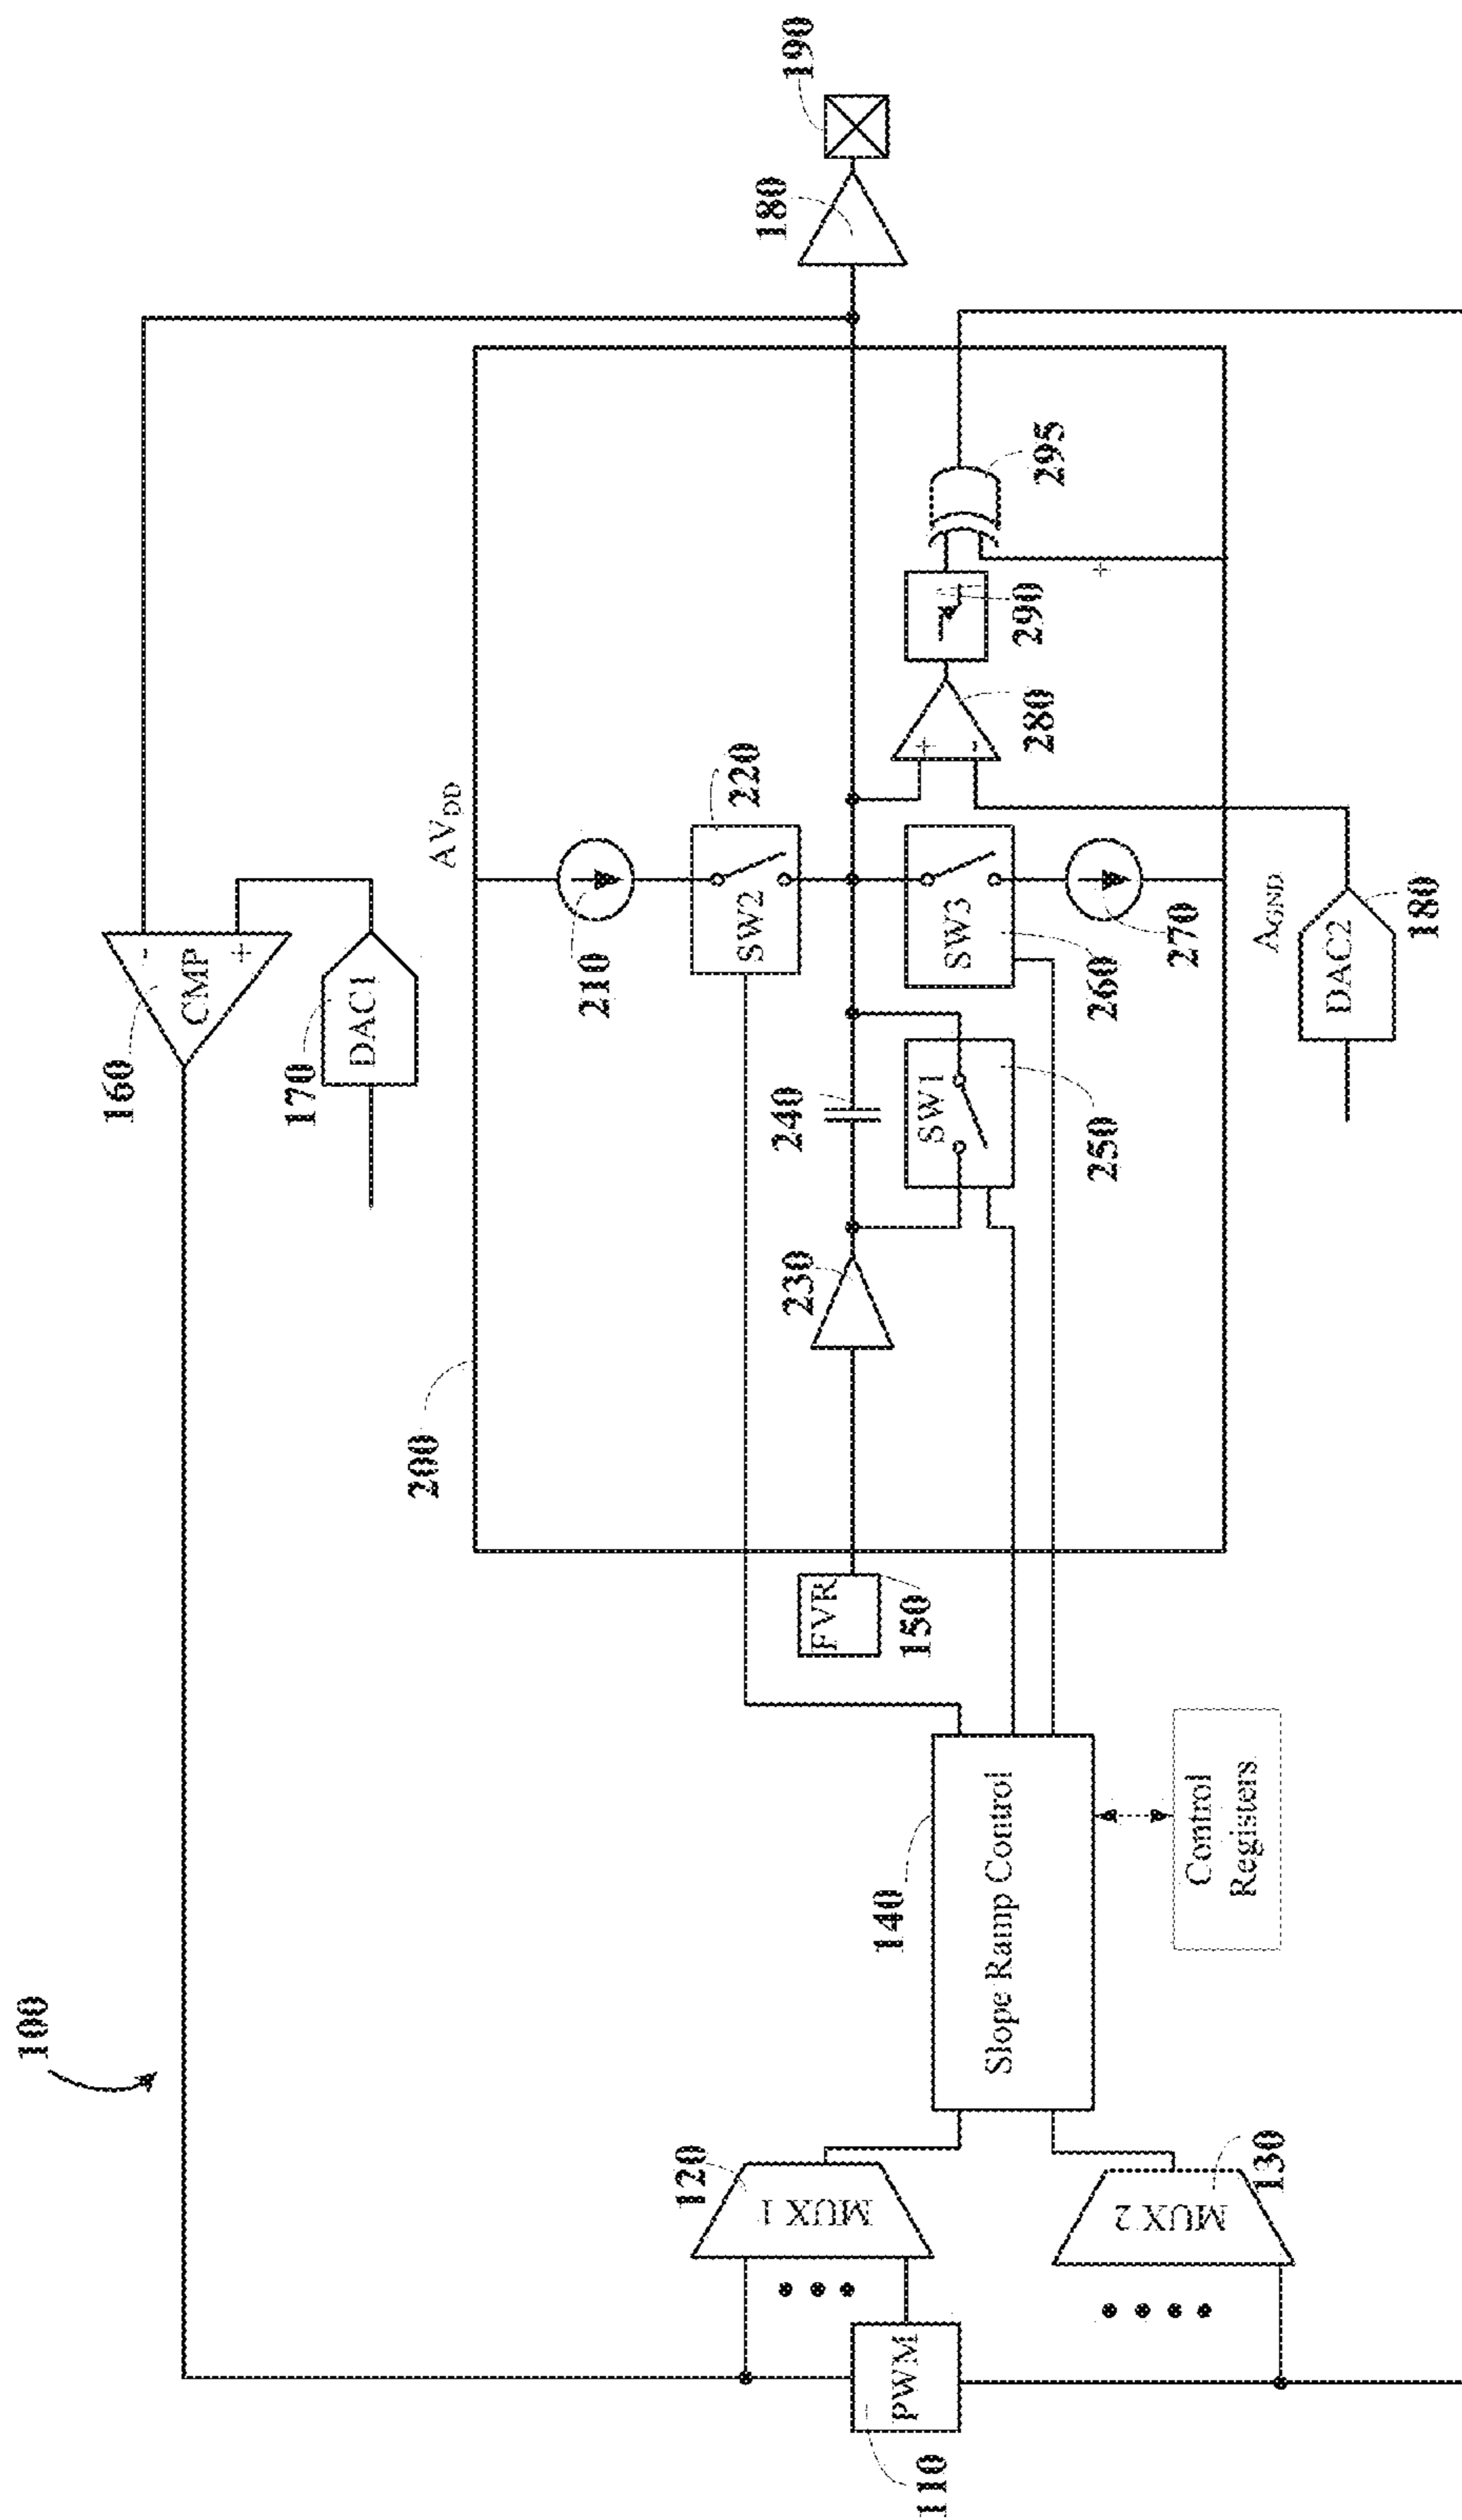 100
110
PWM
120
MUX 1
130
MUX 2
140
Slope Ramp Control
Control
Registers
150
FVR
160
CMP
-
+
170
DAC1
200
AV_DD
210
220
SW2
230
240
SW1
250
SW3
260
270
+
-
280
290
295
+
A_GND
DAC2
180
180
190